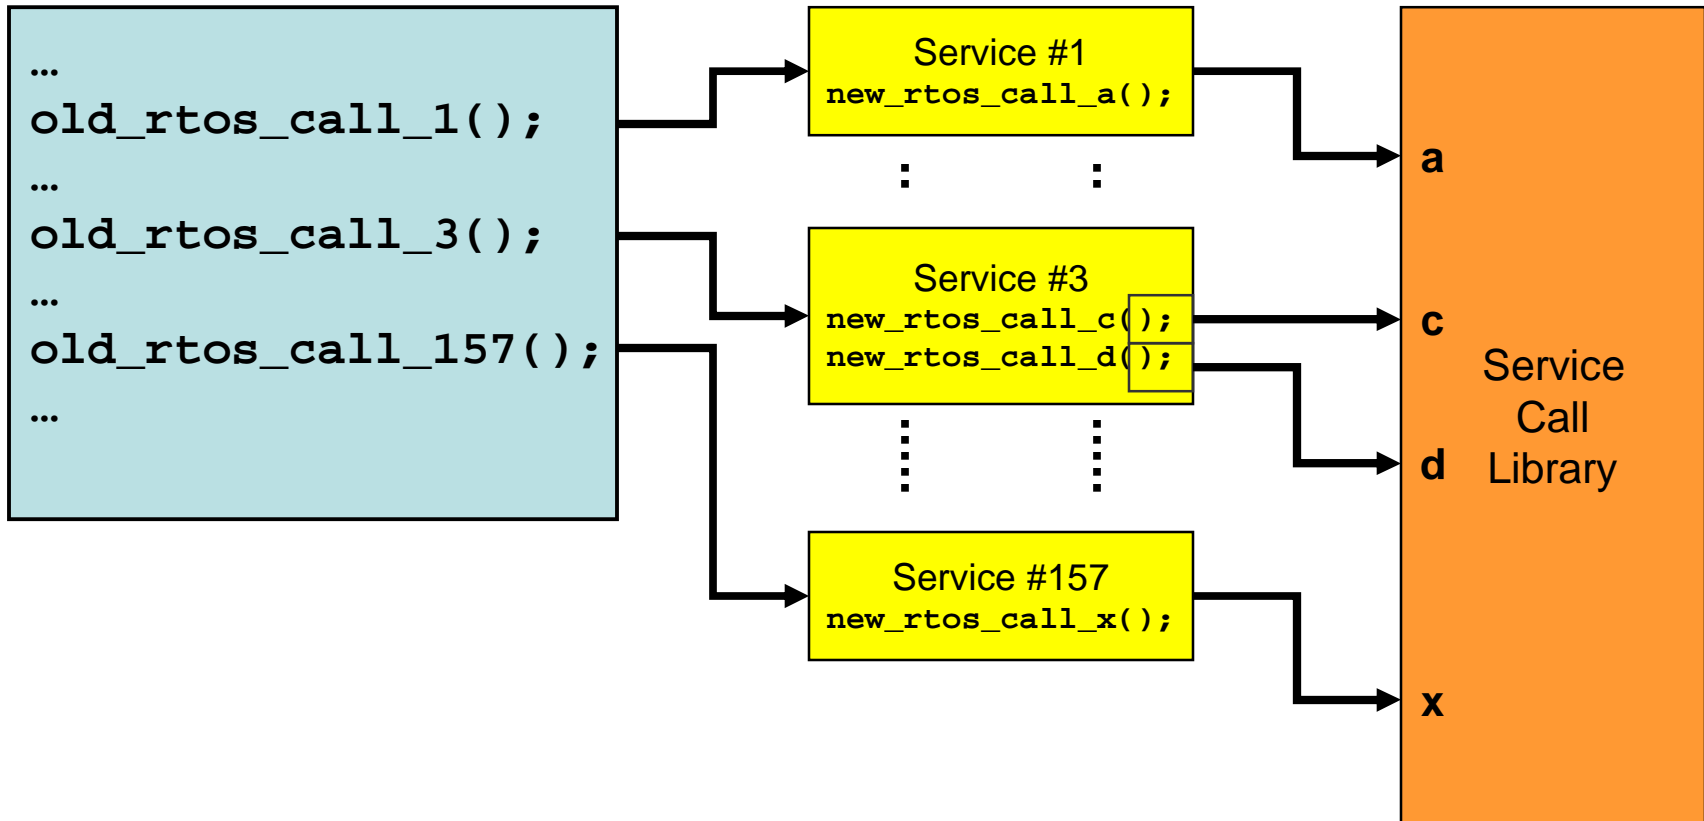 …
old_rtos_call_1();
…
old_rtos_call_3();
…
old_rtos_call_157();
…
Service #1
new_rtos_call_a();
: :
Service #3
new_rtos_call_c();
new_rtos_call_d();
Service #157
new_rtos_call_x();
a
c
d
x
Service
Call
Library